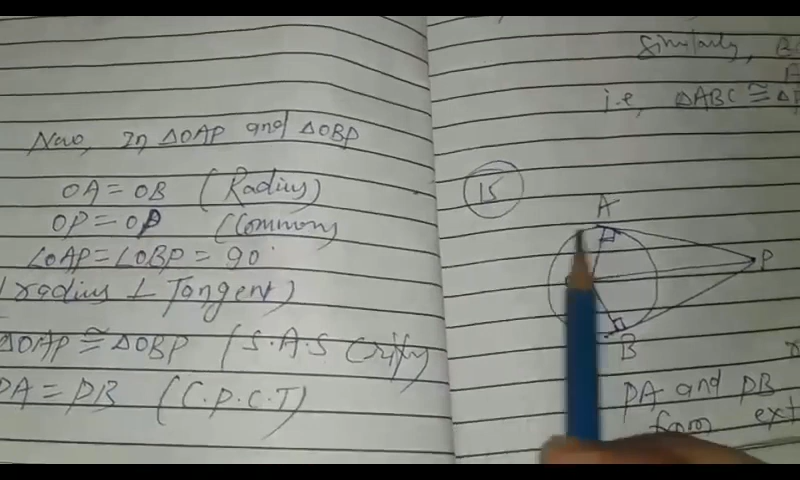 Now, In ΔOAP and ΔOBP
OA = OB (Radius)
OP = OP (Common)
∠OAP = ∠OBP = 90°
(radius ⊥ Tangent)
ΔOAP ≅ ΔOBP (S.A.S
PA = PB (C.P.C.T)
Similarly,
i.e, ΔABC ≅ Δ
15
A
P
B
PA and PB
from ext